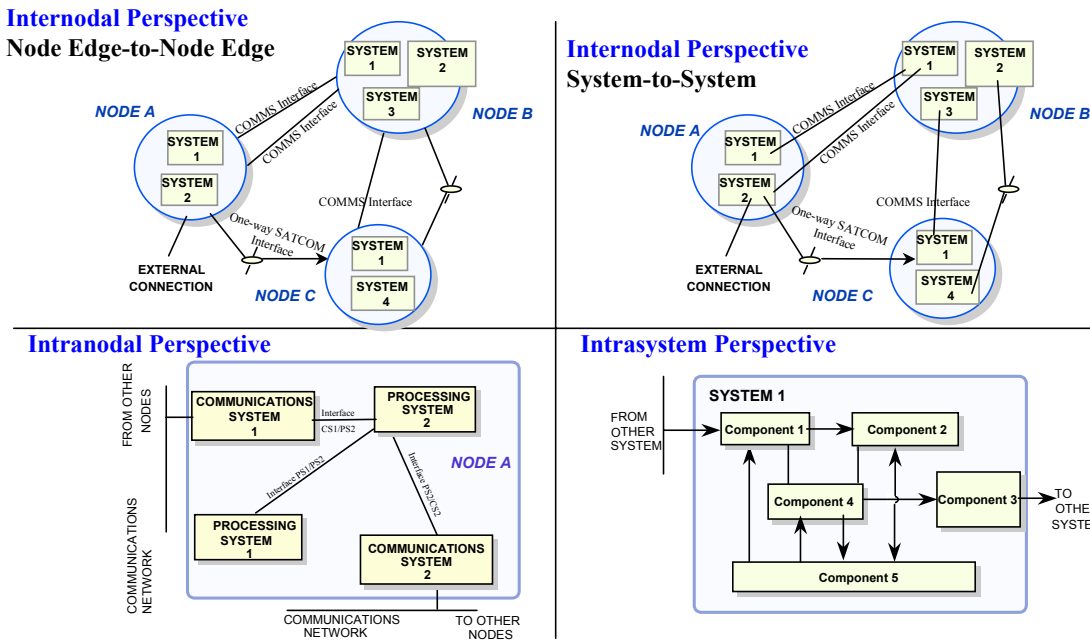 Internodal Perspective
Node Edge-to-Node Edge
SYSTEM
1
SYSTEM
2
SYSTEM
3
NODE B
NODE A
COMMS Interface
COMMS Interface
SYSTEM
1
SYSTEM
2
COMMS Interface
One-way SATCOM
Interface
EXTERNAL
CONNECTION
SYSTEM
1
SYSTEM
4
NODE C
Internodal Perspective
System-to-System
SYSTEM
1
SYSTEM
2
SYSTEM
3
NODE B
NODE A
COMMS Interface
COMMS Interface
SYSTEM
1
SYSTEM
2
COMMS Interface
One-way SATCOM
Interface
EXTERNAL
CONNECTION
SYSTEM
1
SYSTEM
4
NODE C
Intranodal Perspective
FROM OTHER
NODES
COMMUNICATIONS
SYSTEM
1
Interface
CS1/PS2
PROCESSING
SYSTEM
2
NODE A
Interface PS1/PS2
Interface PS2/CS2
COMMUNICATIONS
NETWORK
PROCESSING
SYSTEM
1
COMMUNICATIONS
SYSTEM
2
COMMUNICATIONS
NETWORK
TO OTHER
NODES
Intrasystem Perspective
SYSTEM 1
FROM
OTHER
SYSTEM
Component 1
Component 2
Component 4
Component 3
TO
OTHE
SYSTE
Component 5